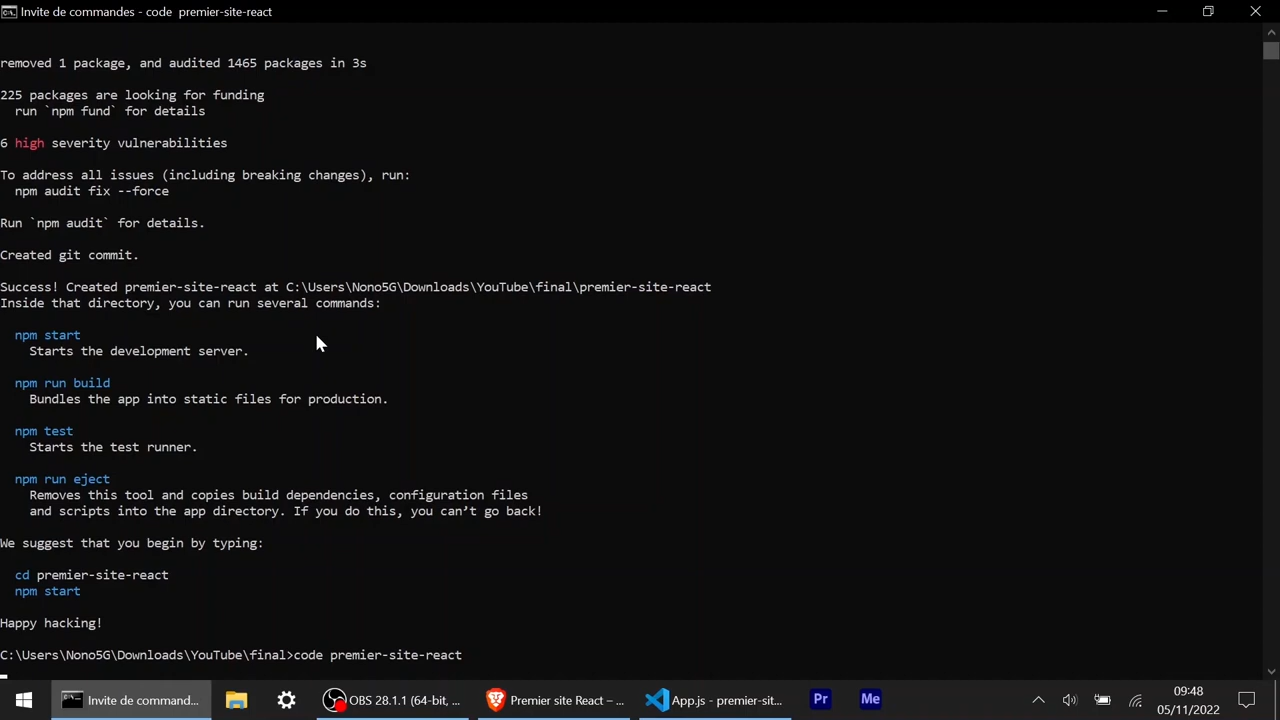 Invite de commandes - code  premier-site-react
removed 1 package, and audited 1465 packages in 3s
225 packages are looking for funding
run `npm fund` for details
6 high severity vulnerabilities
To address all issues (including breaking changes), run:
npm audit fix --force
Run `npm audit` for details.
Created git commit.
Success! Created premier-site-react at C:\Users\Nono5G\Downloads\YouTube\final\premier-site-react
Inside that directory, you can run several commands:
npm start
Starts the development server.
npm run build
Bundles the app into static files for production.
npm test
Starts the test runner.
npm run eject
Removes this tool and copies build dependencies, configuration files
and scripts into the app directory. If you do this, you can’t go back!
We suggest that you begin by typing:
cd premier-site-react
npm start
Happy hacking!
C:\Users\Nono5G\Downloads\YouTube\final>code premier-site-react
Invite de command... OBS 28.1.1 (64-bit, ... Premier site React – ... App.js - premier-sit... Pr Me
09:48
05/11/2022